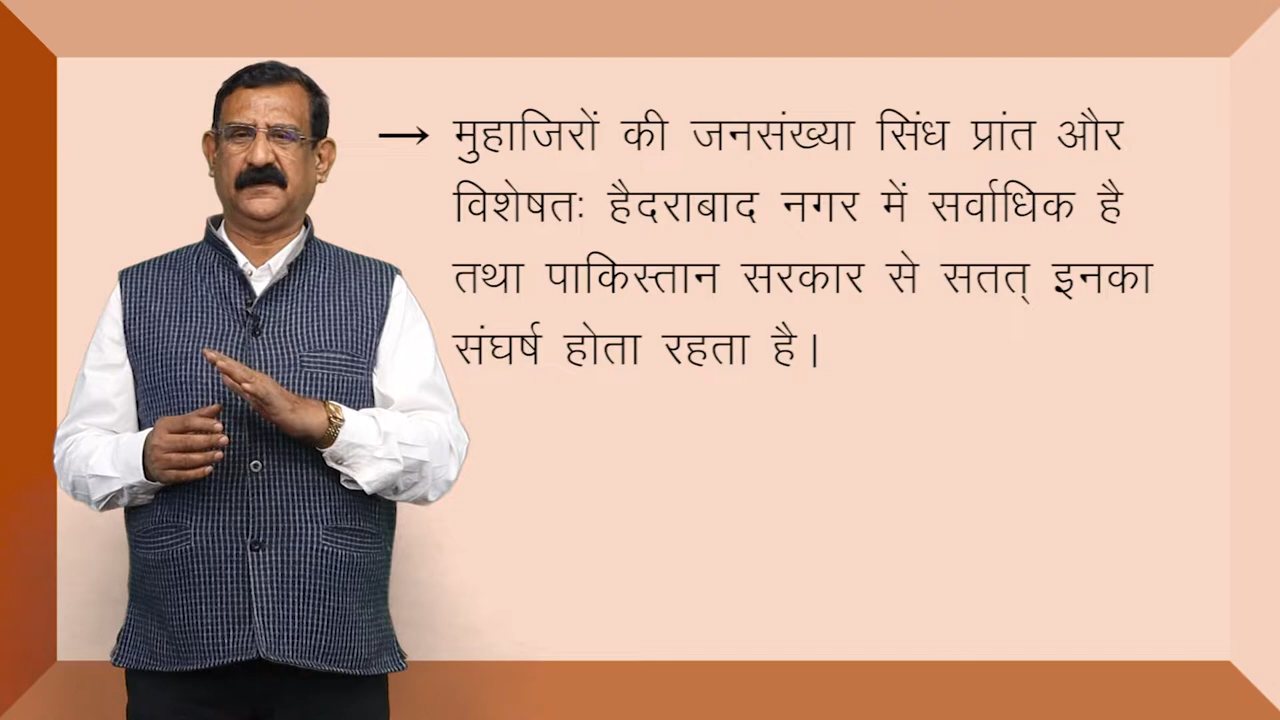 → मुहाजिरों की जनसंख्या सिंध प्रांत और
विशेषतः हैदराबाद नगर में सर्वाधिक है
तथा पाकिस्तान सरकार से सतत् इनका
संघर्ष होता रहता है।